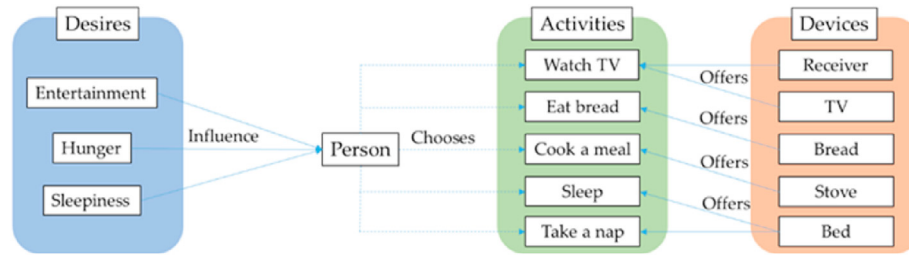 Desires
Entertainment
Hunger
Sleepiness
Influence
Person
Chooses
Activities
Watch TV
Eat bread
Cook a meal
Sleep
Take a nap
Offers
Offers
Offers
Offers
Devices
Receiver
TV
Bread
Stove
Bed